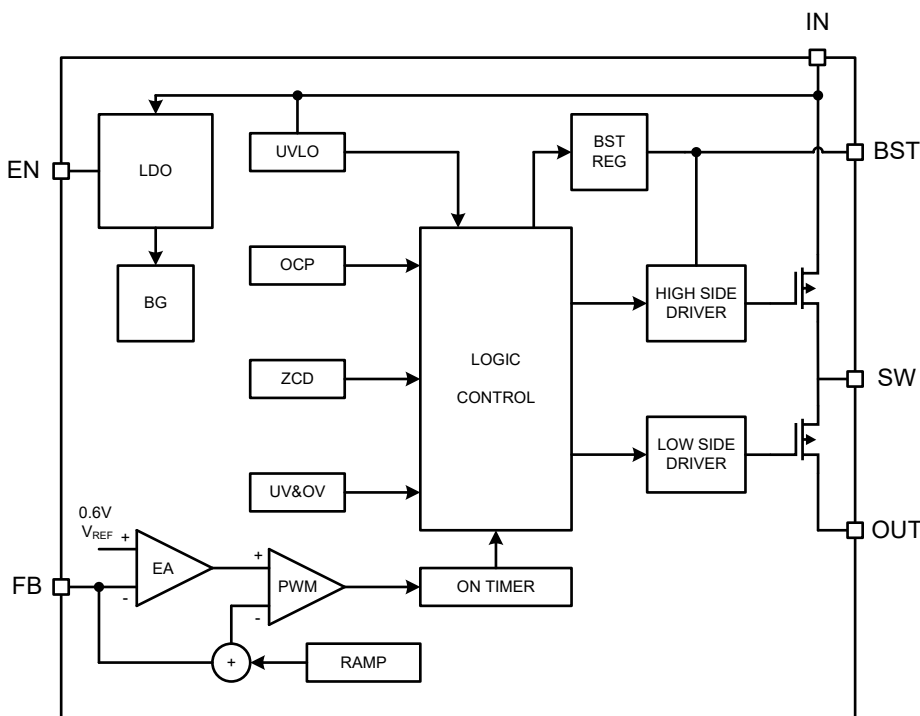 IN
BST
REG
BST
UVLO
EN
LDO
OCP
HIGH SIDE
DRIVER
BG
LOGIC
CONTROL
ZCD
SW
LOW SIDE
DRIVER
UV&OV
0.6V
VREF
+
EA
-
+
PWM
-
OUT
FB
ON TIMER
+
RAMP